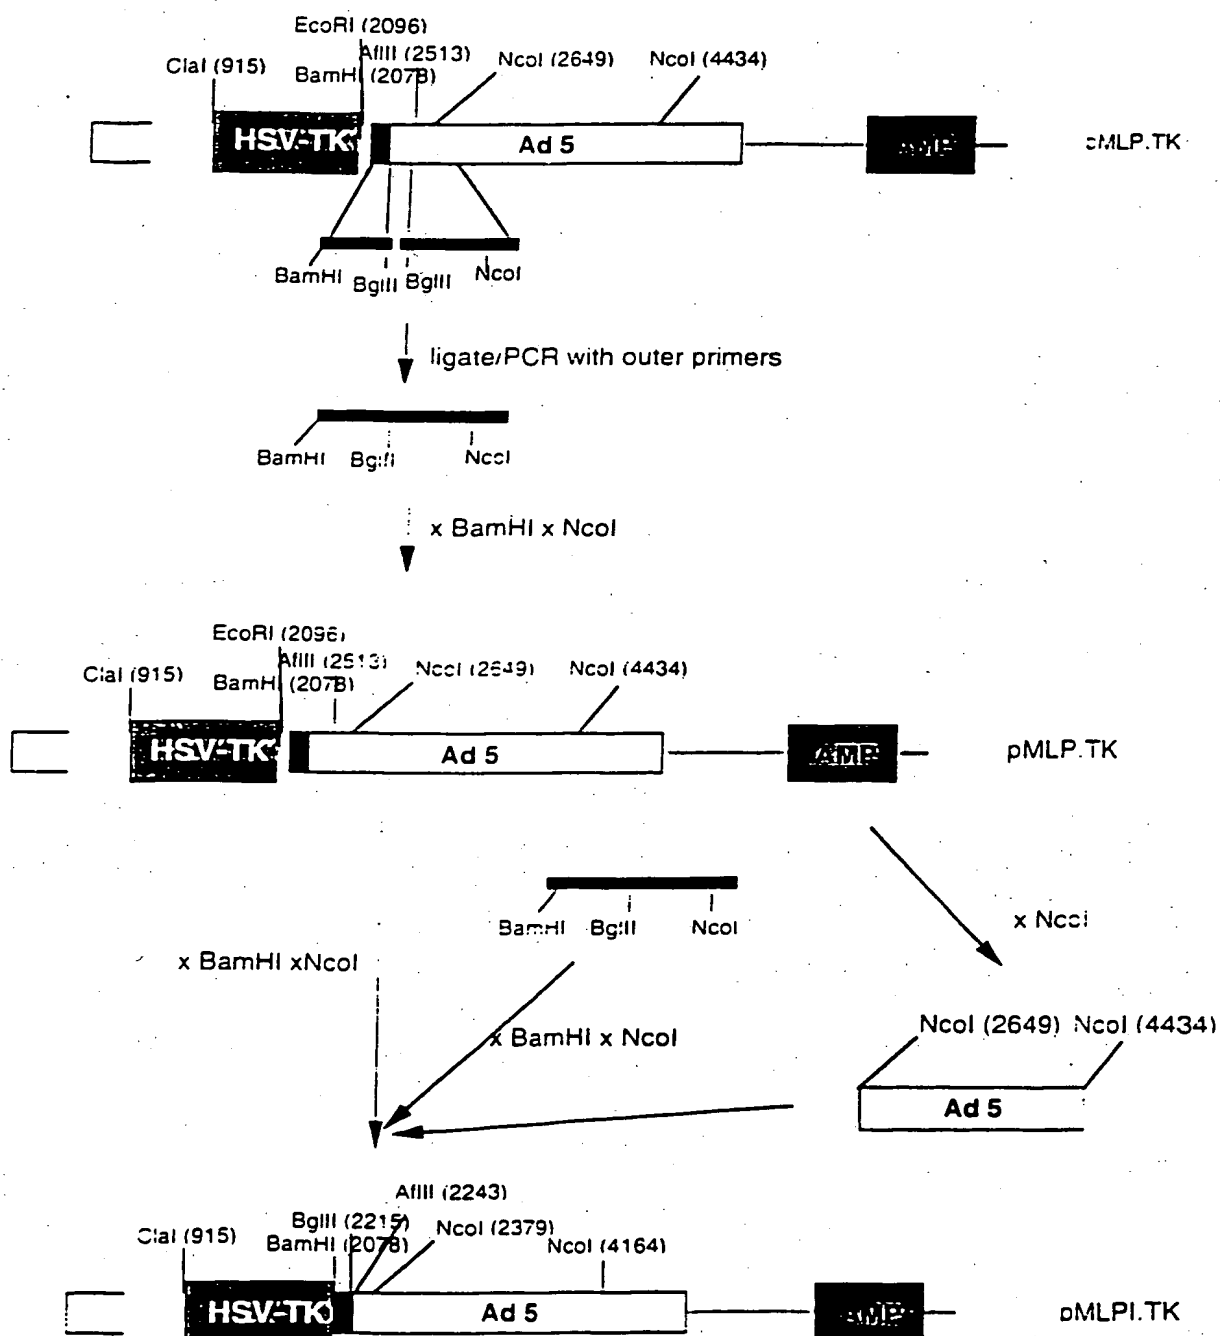 EcoRI (2096)
AflII (2513)
ClaI (915)
BamHI (2078)
NcoI (2649)
NcoI (4434)
HSV-TK
Ad 5
AMP
pMLP.TK
BamHI
BglII
BglII
NcoI
ligate/PCR with outer primers
BamHI
BglII
NcoI
x BamHI x NcoI
EcoRI (2096)
AflII (2513)
ClaI (915)
BamHI (2078)
NcoI (2649)
NcoI (4434)
HSV-TK
Ad 5
AMP
pMLP.TK
BamHI
BglII
NcoI
x NcoI
x BamHI xNcoI
x BamHI x NcoI
NcoI (2649) NcoI (4434)
Ad 5
AflII (2243)
BglII (2215)
ClaI (915)
BamHI (2078)
NcoI (2379)
NcoI (4164)
HSV-TK
Ad 5
AMP
pMLPI.TK